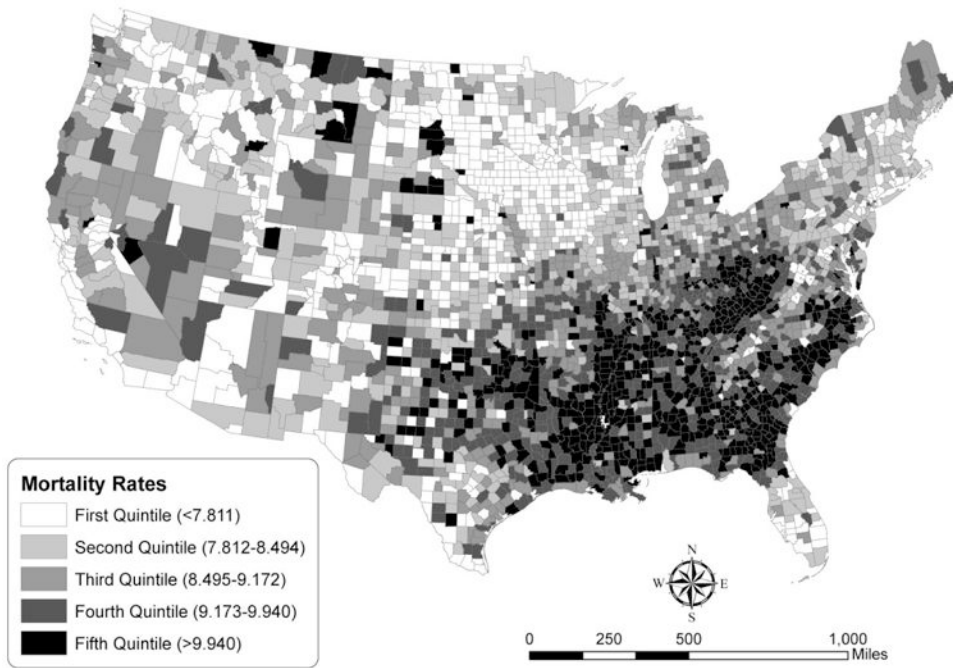 Mortality Rates
First Quintile (<7.811)
Second Quintile (7.812-8.494)
Third Quintile (8.495-9.172)
Fourth Quintile (9.173-9.940)
Fifth Quintile (>9.940)
N
W E
S
0 250 500 1,000
Miles